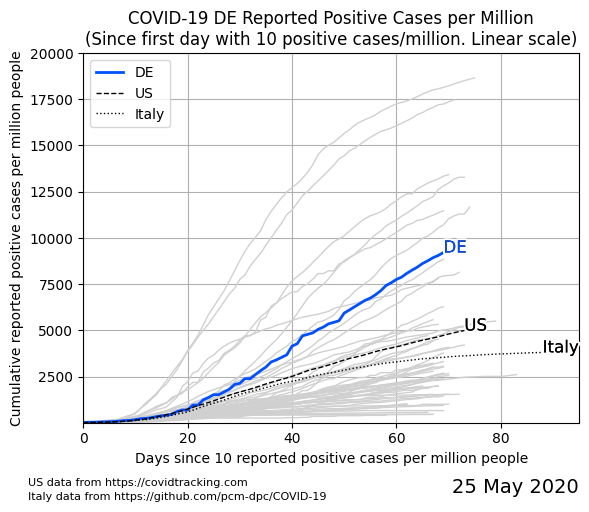 COVID-19 DE Reported Positive Cases per Million
(Since first day with 10 positive cases/million. Linear scale)
Cumulative reported positive cases per million people
20000
17500
15000
12500
10000
7500
5000
2500
DE
US
Italy
DE
US
Italy
0
20
40
60
80
Days since 10 reported positive cases per million people
US data from https://covidtracking.com
Italy data from https://github.com/pcm-dpc/COVID-19
25 May 2020